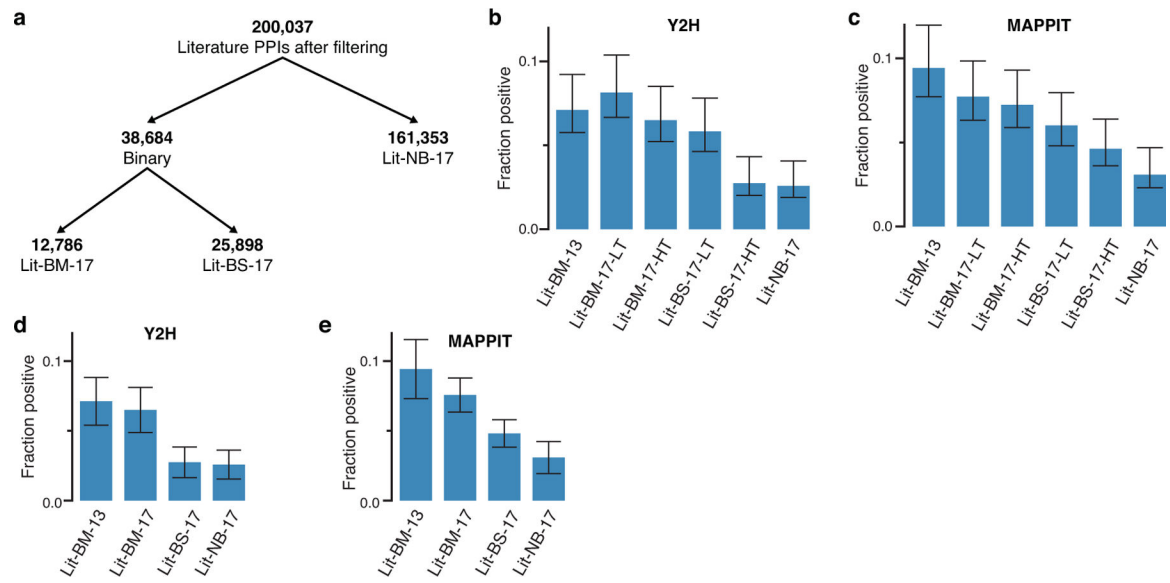 a
200,037
Literature PPIs after filtering
38,684
Binary
161,353
Lit-NB-17
12,786
Lit-BM-17
25,898
Lit-BS-17
b
Y2H
Fraction positive
0.1
0.0
Lit-BM-13
Lit-BM-17-LT
Lit-BM-17-HT
Lit-BS-17-LT
Lit-BS-17-HT
Lit-NB-17
c
MAPPIT
Fraction positive
0.1
0.0
Lit-BM-13
Lit-BM-17-LT
Lit-BM-17-HT
Lit-BS-17-LT
Lit-BS-17-HT
Lit-NB-17
d
Y2H
Fraction positive
0.1
0.0
Lit-BM-13
Lit-BM-17
Lit-BS-17
Lit-NB-17
e
MAPPIT
Fraction positive
0.1
0.0
Lit-BM-13
Lit-BM-17
Lit-BS-17
Lit-NB-17